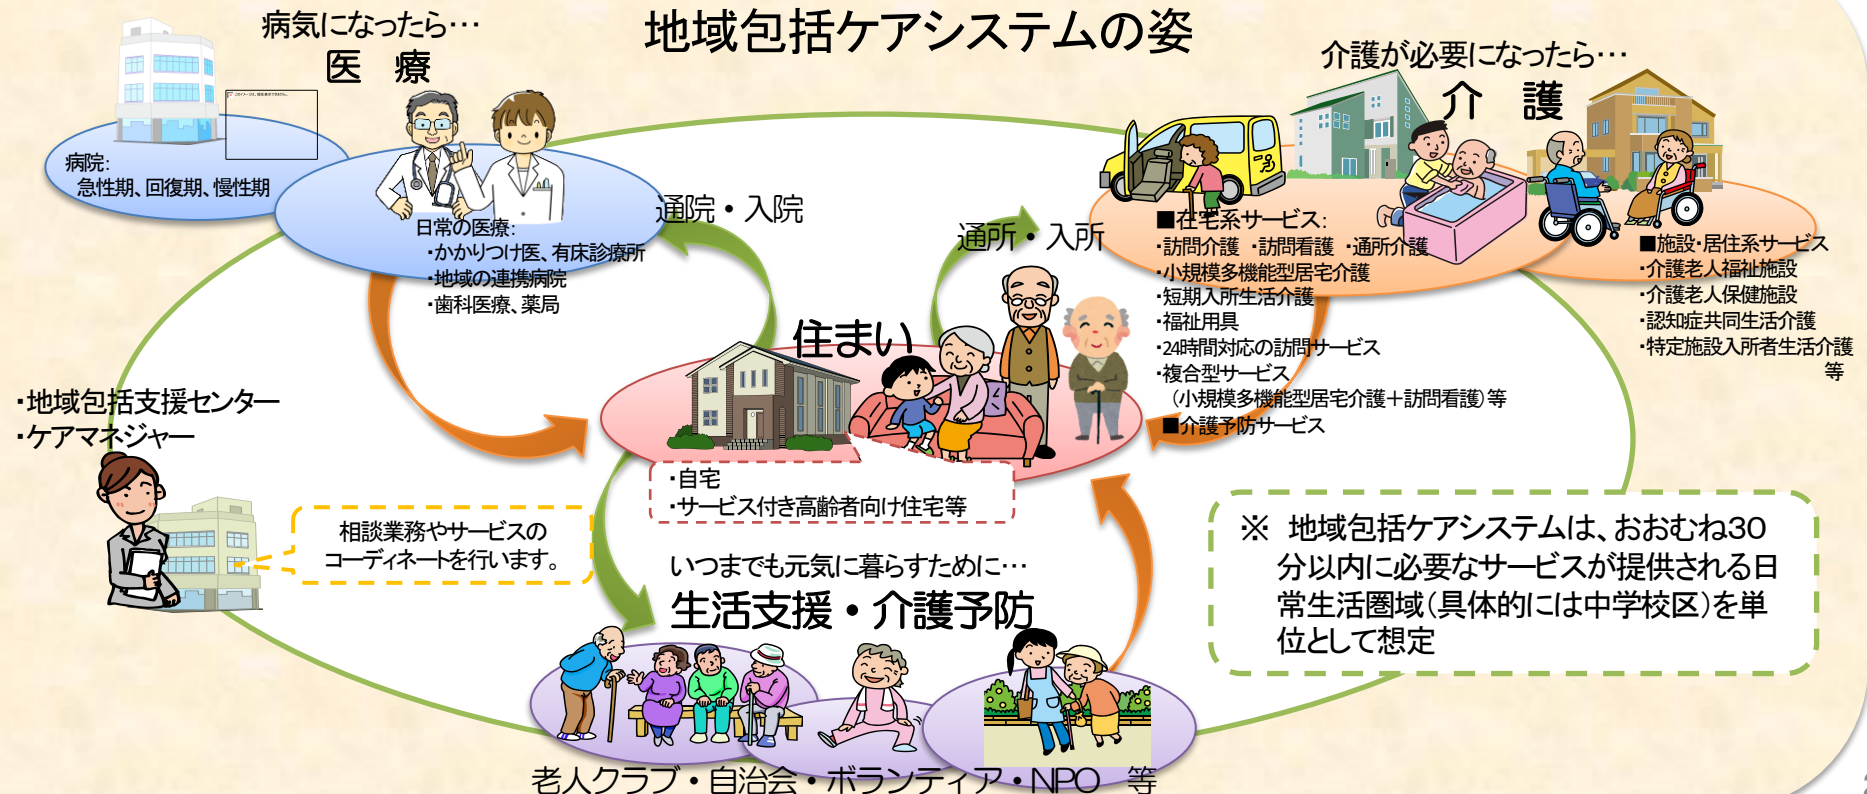 地域包括ケアシステムの姿
病気になったら…
医 療
病院:
急性期、回復期、慢性期
日常の医療:
・かかりつけ医、有床診療所
・地域の連携病院
・歯科医療、薬局
通院・入院
通所・入所
介護が必要になったら…
介 護
■在宅系サービス:
・訪問介護 ・訪問看護 ・通所介護
・小規模多機能型居宅介護
・短期入所生活介護
・福祉用具
・24時間対応の訪問サービス
・複合型サービス
(小規模多機能型居宅介護+訪問看護)等
■介護予防サービス
■施設・居住系サービス
・介護老人福祉施設
・介護老人保健施設
・認知症共同生活介護
・特定施設入所者生活介護
等
住まい
・自宅
・サービス付き高齢者向け住宅等
・地域包括支援センター
・ケアマネジャー
相談業務やサービスの
コーディネートを行います。
いつまでも元気に暮らすために…
生活支援・介護予防
老人クラブ・自治会・ボランティア・NPO 等
※ 地域包括ケアシステムは、おおむね30
分以内に必要なサービスが提供される日
常生活圏域(具体的には中学校区)を単
位として想定